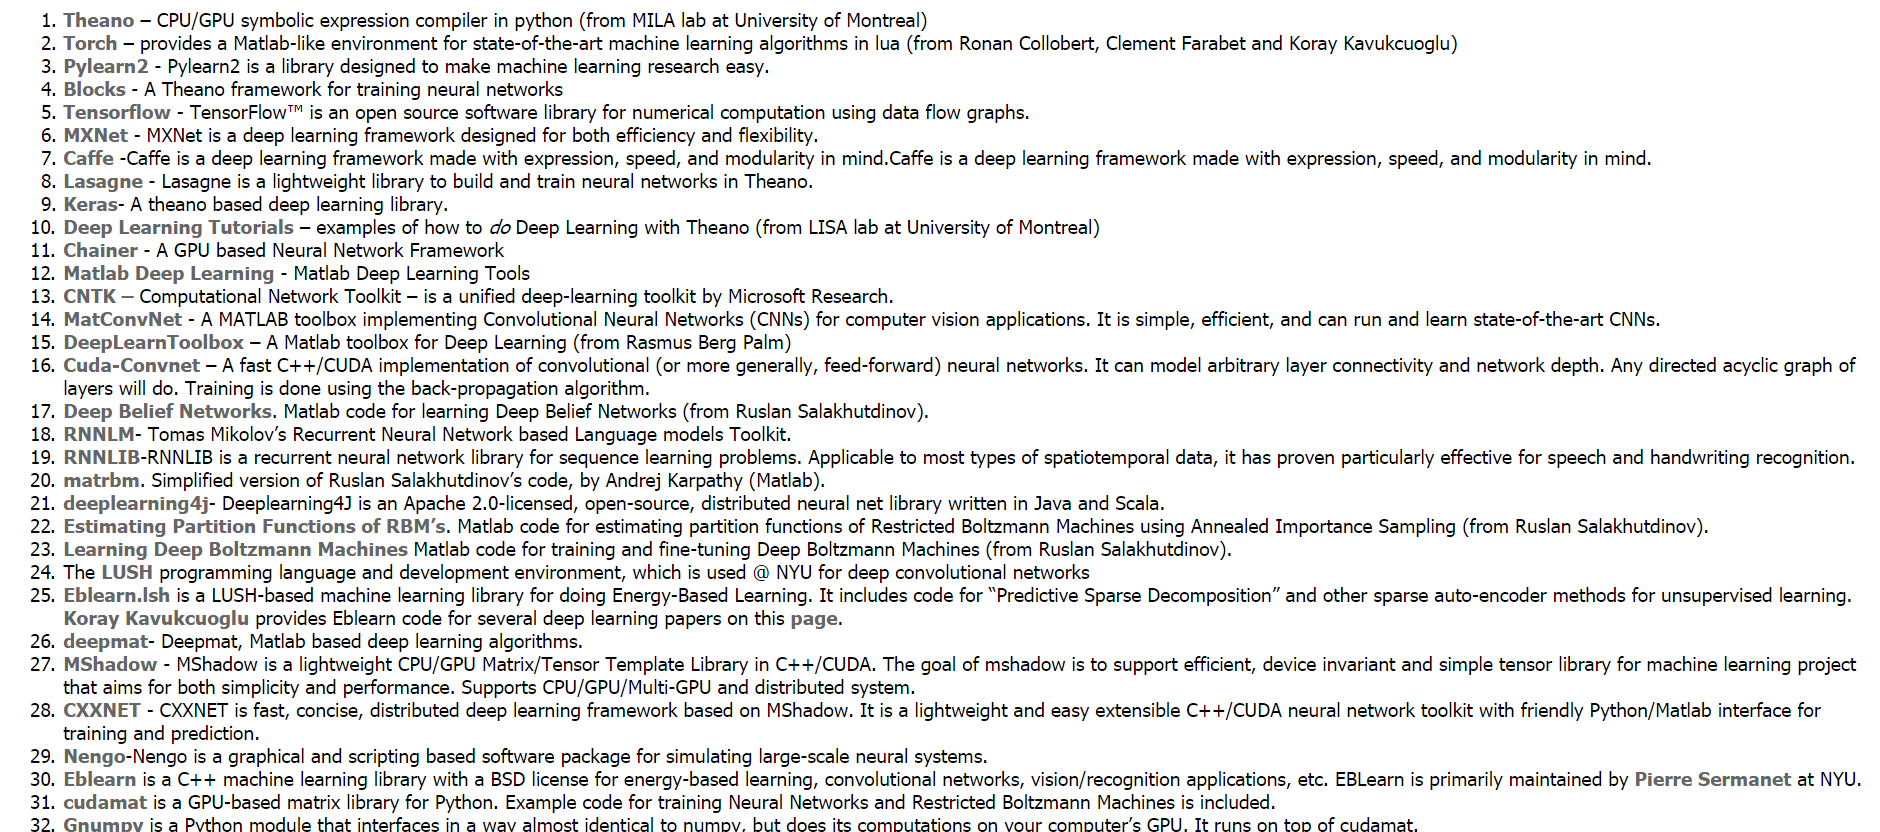 1. Theano – CPU/GPU symbolic expression compiler in python (from MILA lab at University of Montreal)
2. Torch – provides a Matlab-like environment for state-of-the-art machine learning algorithms in lua (from Ronan Collobert, Clement Farabet and Koray Kavukcuoglu)
3. Pylearn2 - Pylearn2 is a library designed to make machine learning research easy.
4. Blocks - A Theano framework for training neural networks
5. Tensorflow - TensorFlow™ is an open source software library for numerical computation using data flow graphs.
6. MXNet - MXNet is a deep learning framework designed for both efficiency and flexibility.
7. Caffe -Caffe is a deep learning framework made with expression, speed, and modularity in mind.Caffe is a deep learning framework made with expression, speed, and modularity in mind.
8. Lasagne - Lasagne is a lightweight library to build and train neural networks in Theano.
9. Keras- A theano based deep learning library.
10. Deep Learning Tutorials – examples of how to do Deep Learning with Theano (from LISA lab at University of Montreal)
11. Chainer - A GPU based Neural Network Framework
12. Matlab Deep Learning - Matlab Deep Learning Tools
13. CNTK – Computational Network Toolkit – is a unified deep-learning toolkit by Microsoft Research.
14. MatConvNet - A MATLAB toolbox implementing Convolutional Neural Networks (CNNs) for computer vision applications. It is simple, efficient, and can run and learn state-of-the-art CNNs.
15. DeepLearnToolbox – A Matlab toolbox for Deep Learning (from Rasmus Berg Palm)
16. Cuda-Convnet – A fast C++/CUDA implementation of convolutional (or more generally, feed-forward) neural networks. It can model arbitrary layer connectivity and network depth. Any directed acyclic graph of
layers will do. Training is done using the back-propagation algorithm.
17. Deep Belief Networks. Matlab code for learning Deep Belief Networks (from Ruslan Salakhutdinov).
18. RNNLM- Tomas Mikolov’s Recurrent Neural Network based Language models Toolkit.
19. RNNLIB-RNNLIB is a recurrent neural network library for sequence learning problems. Applicable to most types of spatiotemporal data, it has proven particularly effective for speech and handwriting recognition.
20. matrbm. Simplified version of Ruslan Salakhutdinov’s code, by Andrej Karpathy (Matlab).
21. deeplearning4j- Deeplearning4J is an Apache 2.0-licensed, open-source, distributed neural net library written in Java and Scala.
22. Estimating Partition Functions of RBM’s. Matlab code for estimating partition functions of Restricted Boltzmann Machines using Annealed Importance Sampling (from Ruslan Salakhutdinov).
23. Learning Deep Boltzmann Machines Matlab code for training and fine-tuning Deep Boltzmann Machines (from Ruslan Salakhutdinov).
24. The LUSH programming language and development environment, which is used @ NYU for deep convolutional networks
25. Eblearn.lsh is a LUSH-based machine learning library for doing Energy-Based Learning. It includes code for “Predictive Sparse Decomposition” and other sparse auto-encoder methods for unsupervised learning.
Koray Kavukcuoglu provides Eblearn code for several deep learning papers on this page.
26. deepmat- Deepmat, Matlab based deep learning algorithms.
27. MShadow - MShadow is a lightweight CPU/GPU Matrix/Tensor Template Library in C++/CUDA. The goal of mshadow is to support efficient, device invariant and simple tensor library for machine learning project
that aims for both simplicity and performance. Supports CPU/GPU/Multi-GPU and distributed system.
28. CXXNET - CXXNET is fast, concise, distributed deep learning framework based on MShadow. It is a lightweight and easy extensible C++/CUDA neural network toolkit with friendly Python/Matlab interface for
training and prediction.
29. Nengo-Nengo is a graphical and scripting based software package for simulating large-scale neural systems.
30. Eblearn is a C++ machine learning library with a BSD license for energy-based learning, convolutional networks, vision/recognition applications, etc. EBLearn is primarily maintained by Pierre Sermanet at NYU.
31. cudamat is a GPU-based matrix library for Python. Example code for training Neural Networks and Restricted Boltzmann Machines is included.
32. Gnumpy is a Python module that interfaces in a way almost identical to numpy, but does its computations on your computer’s GPU. It runs on top of cudamat.